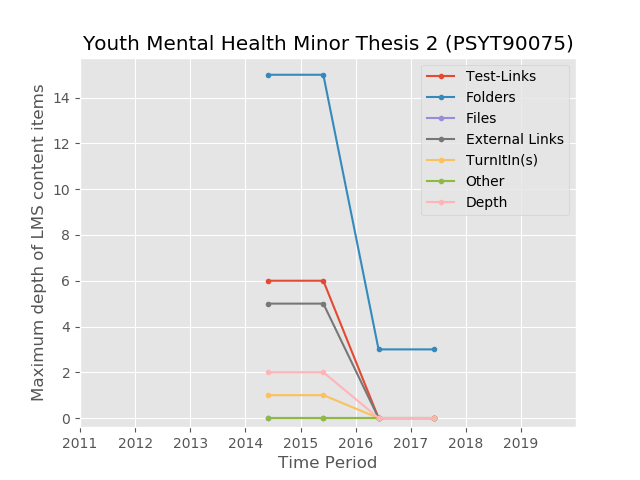 Youth Mental Health Minor Thesis 2 (PSYT90075)
Test-Links
Folders
Files
External Links
TurnItIn(s)
Other
Depth
Maximum depth of LMS content items
14
12
10
8
6
4
2
0
2011 2012 2013 2014 2015 2016 2017 2018 2019
Time Period